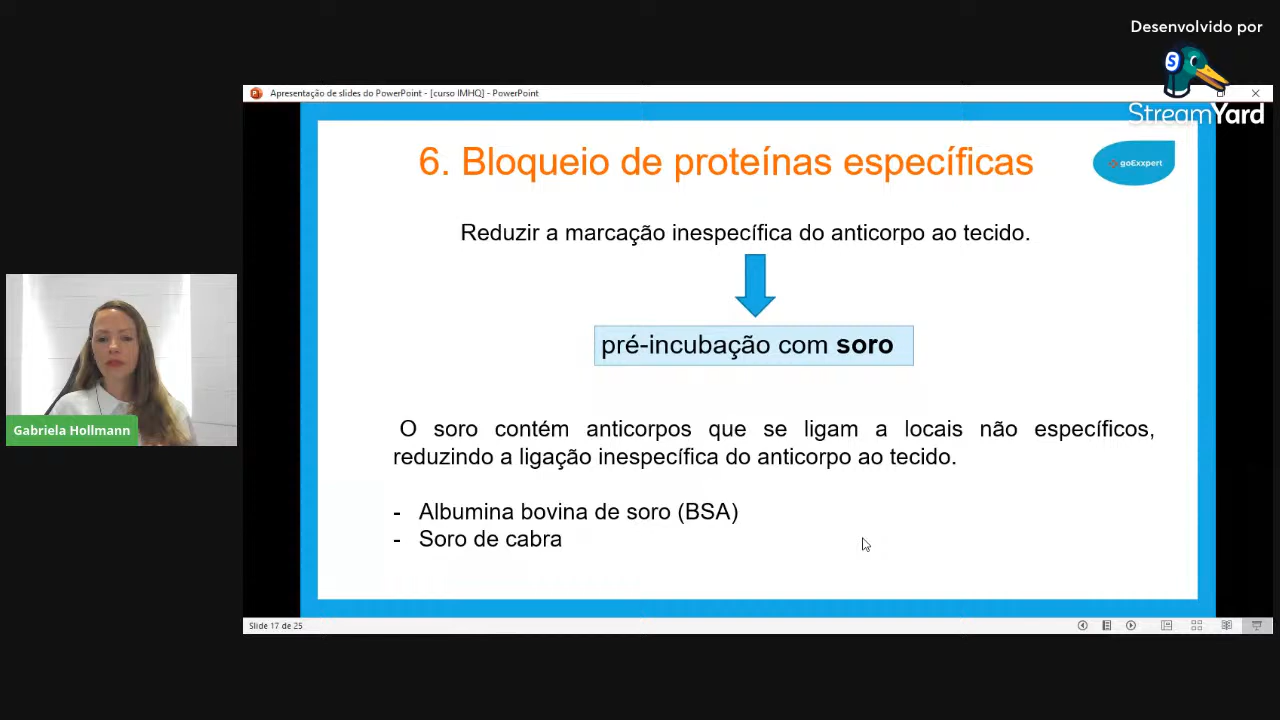 Desenvolvido por
StreamYard
Apresentação de slides do PowerPoint - [curso IMHQ] - PowerPoint
6. Bloqueio de proteínas específicas
goExxpert
Reduzir a marcação inespecífica do anticorpo ao tecido.
pré-incubação com soro
Gabriela Hollmann
O soro contém anticorpos que se ligam a locais não específicos,
reduzindo a ligação inespecífica do anticorpo ao tecido.
- Albumina bovina de soro (BSA)
- Soro de cabra
Slide 17 de 25